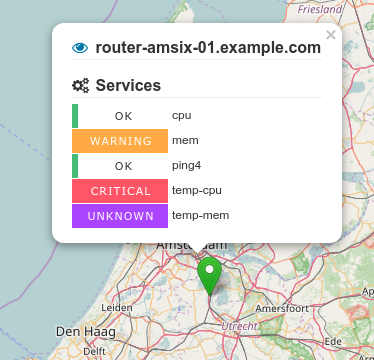 Friesland
×
router-amsix-01.example.com
Services
OK cpu
WARNING mem
OK ping4
CRITICAL temp-cpu
UNKNOWN temp-mem
Amsterdam
Leiden
Amersfoort
Utrecht
Den Haag
Ede
Delft